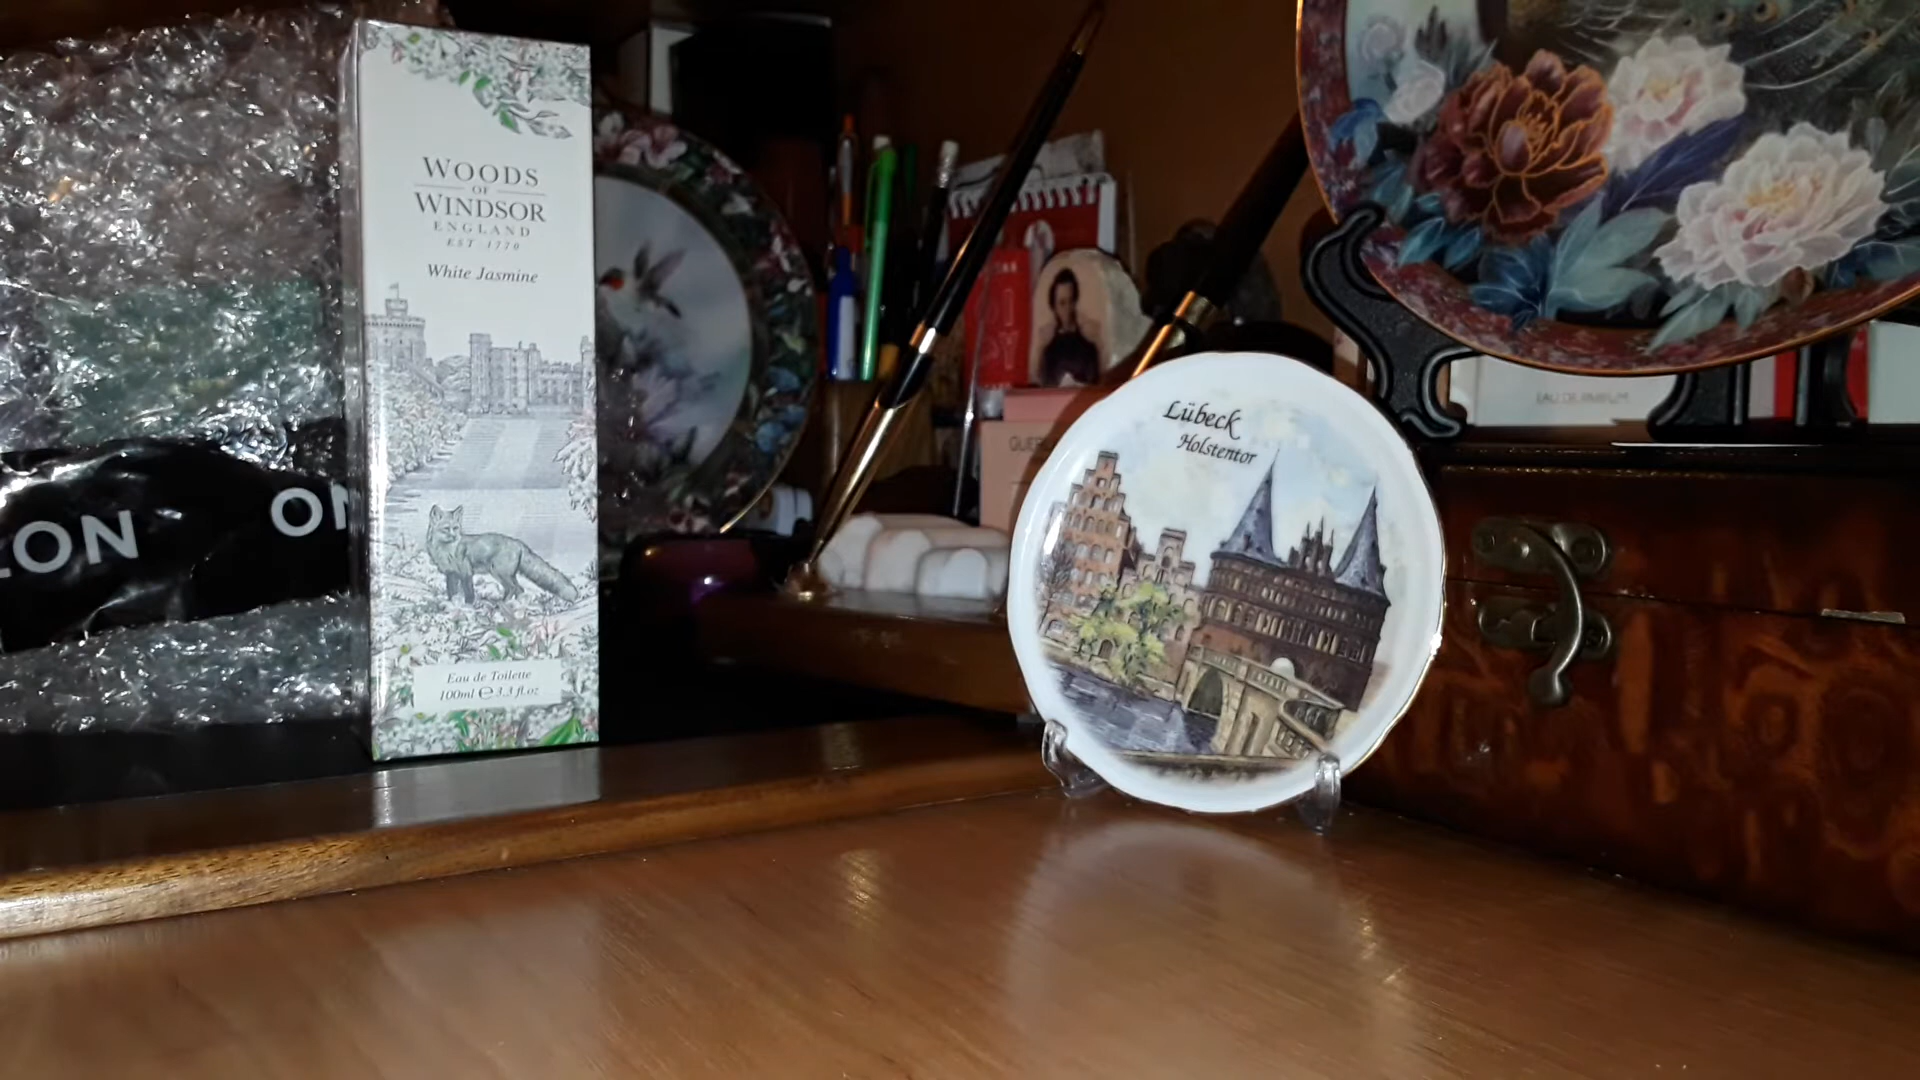 WOODS
OF
WINDSOR
ENGLAND
EST 1770
White Jasmine
Eau de Toilette
100ml ℮ 3.3 fl.oz
LON
ON
Lübeck
Holstentor
GUER
EAU DE PARFUM